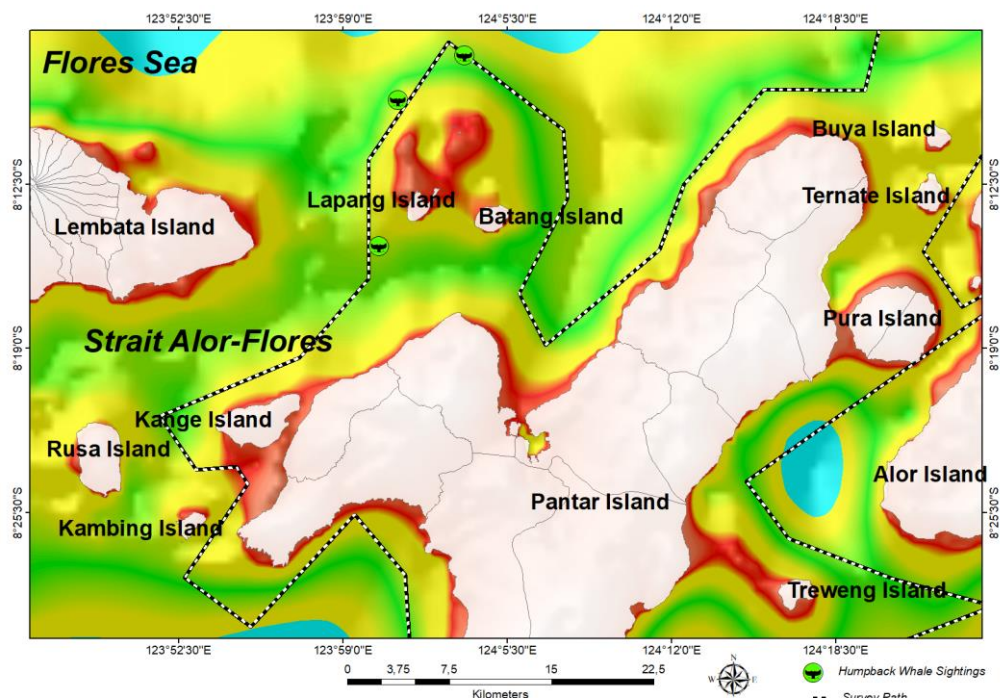 123°52'30"E 123°59'0"E 124°5'30"E 124°12'0"E 124°18'30"E
Flores Sea
Buya Island
8°12'30"S
Lapang Island
Ternate Island
8°12'30"S
Batang Island
Lembata Island
Pura Island
8°19'0"S
Strait Alor-Flores
8°19'0"S
Kange Island
Rusa Island
Alor Island
Pantar Island
8°25'30"S
Kambing Island
8°25'30"S
Treweng Island
123°52'30"E 123°59'0"E 124°5'30"E 124°12'0"E 124°18'30"E
0 3,75 7,5 15 22,5
Kilometers
N
W E
S
Humpback Whale Sightings
Survey Path